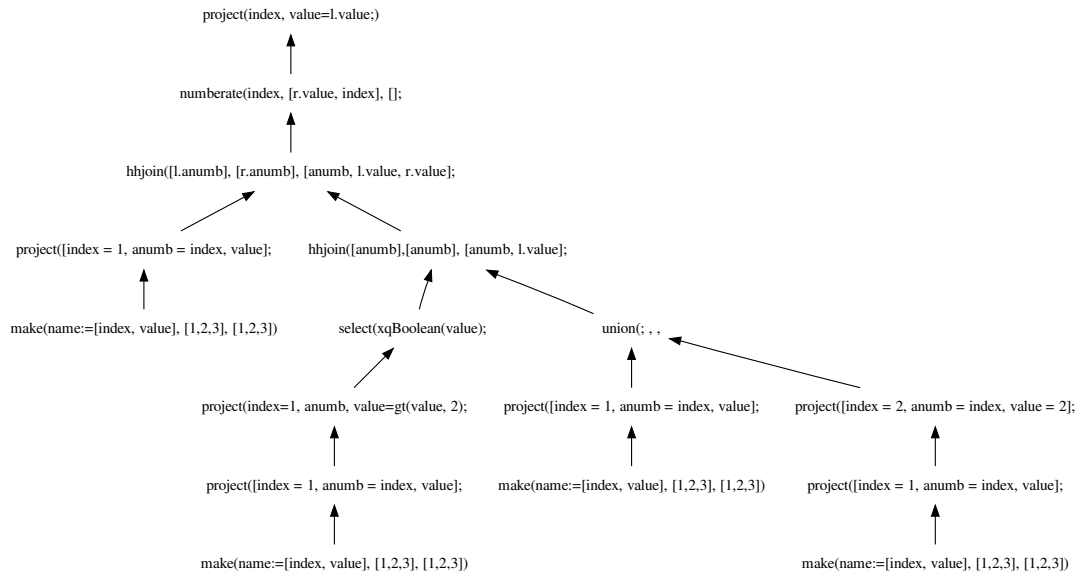 project(index, value=l.value;)
numberate(index, [r.value, index], [];
hhjoin([l.anumb], [r.anumb], [anumb, l.value, r.value];
project([index = 1, anumb = index, value];
hhjoin([anumb],[anumb], [anumb, l.value];
make(name:=[index, value], [1,2,3], [1,2,3])
select(xqBoolean(value);
union(; , ,
project(index=1, anumb, value=gt(value, 2);
project([index = 1, anumb = index, value];
project([index = 2, anumb = index, value = 2];
project([index = 1, anumb = index, value];
make(name:=[index, value], [1,2,3], [1,2,3])
project([index = 1, anumb = index, value];
make(name:=[index, value], [1,2,3], [1,2,3])
make(name:=[index, value], [1,2,3], [1,2,3])